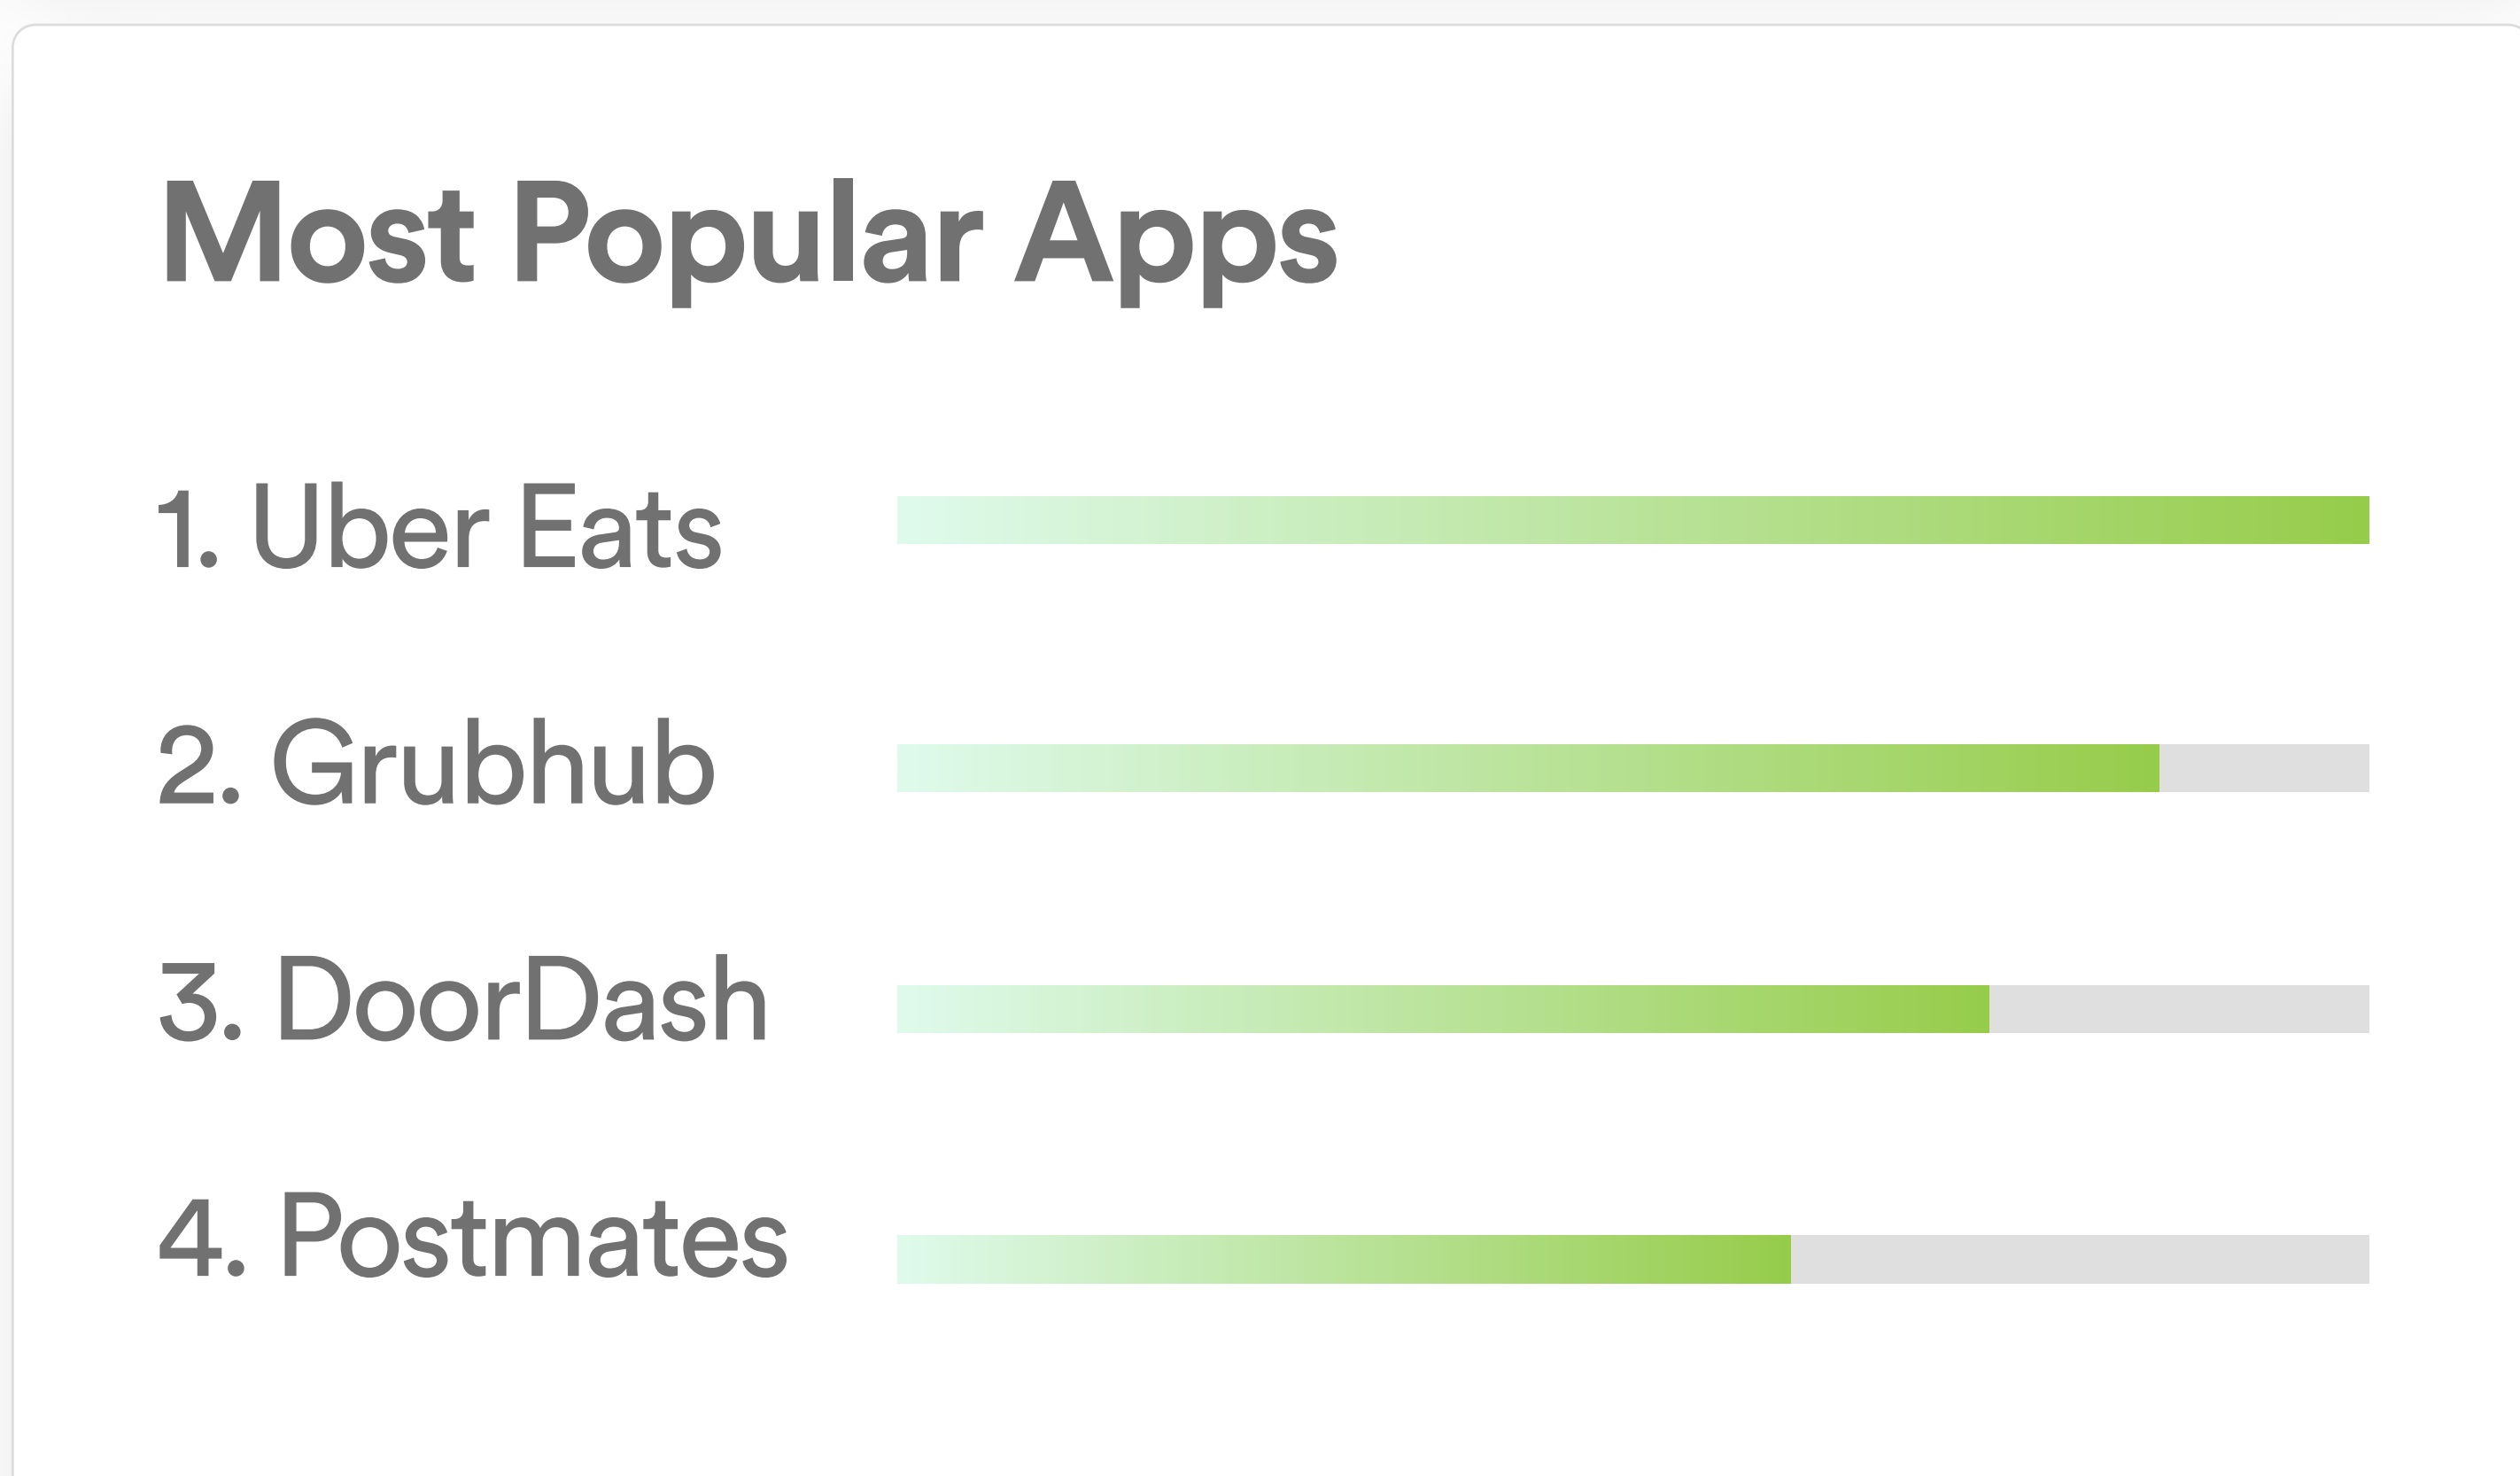 Most Popular Apps
1. Uber Eats
2. Grubhub
3. DoorDash
4. Postmates